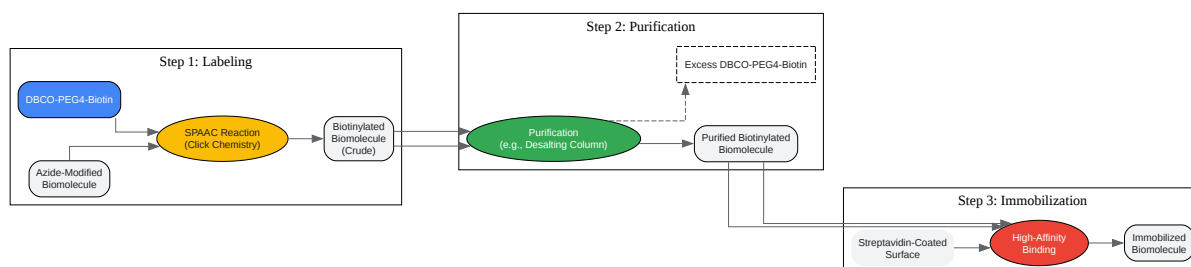 Step 1: Labeling
DBCO-PEG4-Biotin
Azide-Modified
Biomolecule
SPAAC Reaction
(Click Chemistry)
Biotinylated
Biomolecule
(Crude)
Step 2: Purification
Excess DBCO-PEG4-Biotin
Purification
(e.g., Desalting Column)
Purified Biotinylated
Biomolecule
Step 3: Immobilization
Streptavidin-Coated
Surface
High-Affinity
Binding
Immobilized
Biomolecule